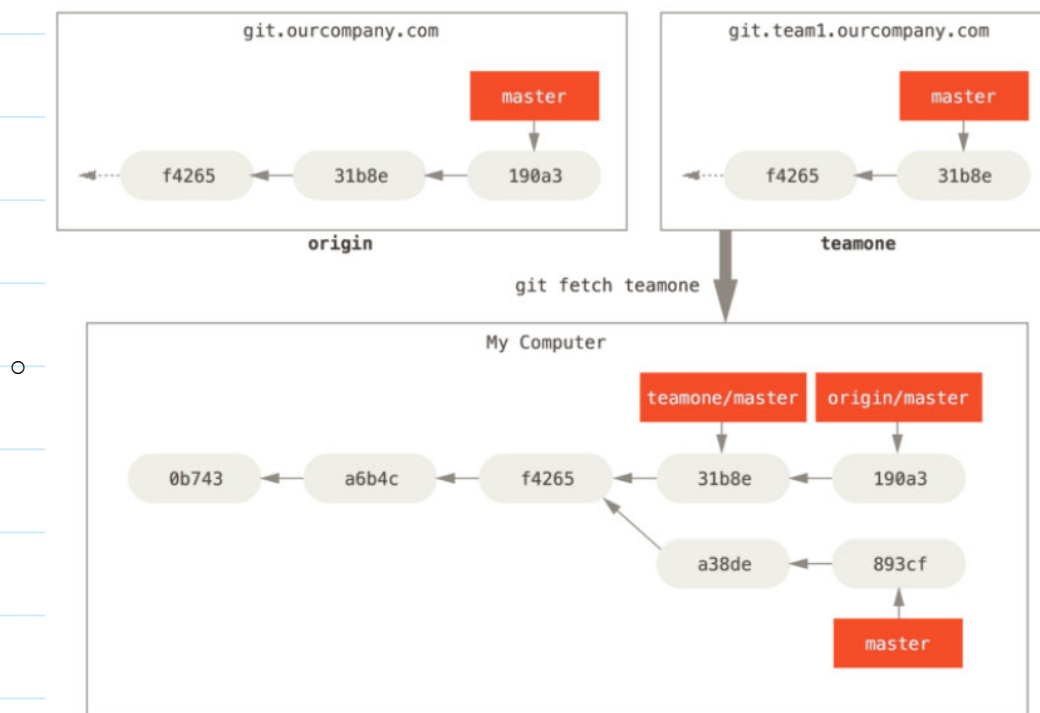 git.ourcompany.com
master
f4265
31b8e
190a3
origin
git.team1.ourcompany.com
master
f4265
31b8e
teamone
git fetch teamone
My Computer
teamone/master
origin/master
0b743
a6b4c
f4265
31b8e
190a3
a38de
893cf
master